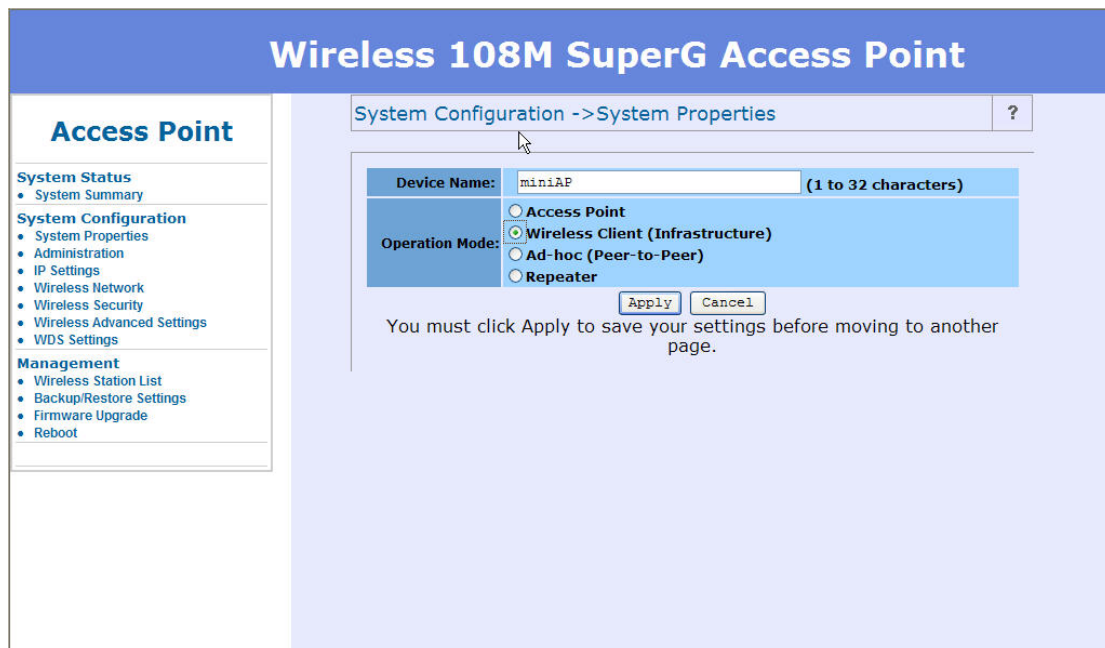 Wireless 108M SuperG Access Point
Access Point
System Status
System Summary
System Configuration
System Properties
Administration
IP Settings
Wireless Network
Wireless Security
Wireless Advanced Settings
WDS Settings
Management
Wireless Station List
Backup/Restore Settings
Firmware Upgrade
Reboot
System Configuration ->System Properties ?
Device Name: miniAP (1 to 32 characters)
Operation Mode:
Access Point
Wireless Client (Infrastructure)
Ad-hoc (Peer-to-Peer)
Repeater
Apply Cancel
You must click Apply to save your settings before moving to another
page.